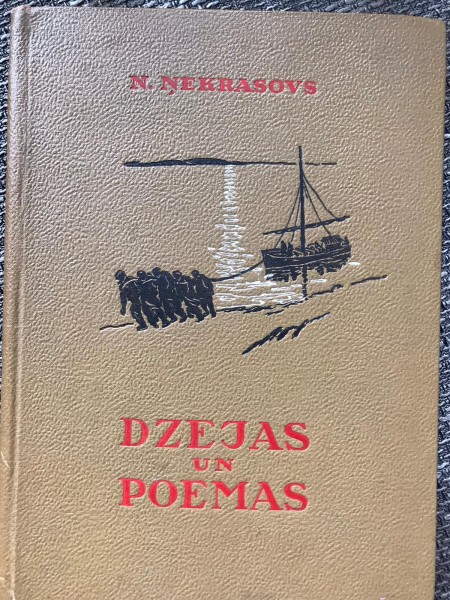 N. ŅEKRASOVS
DZEJAS
UN
POEMAS